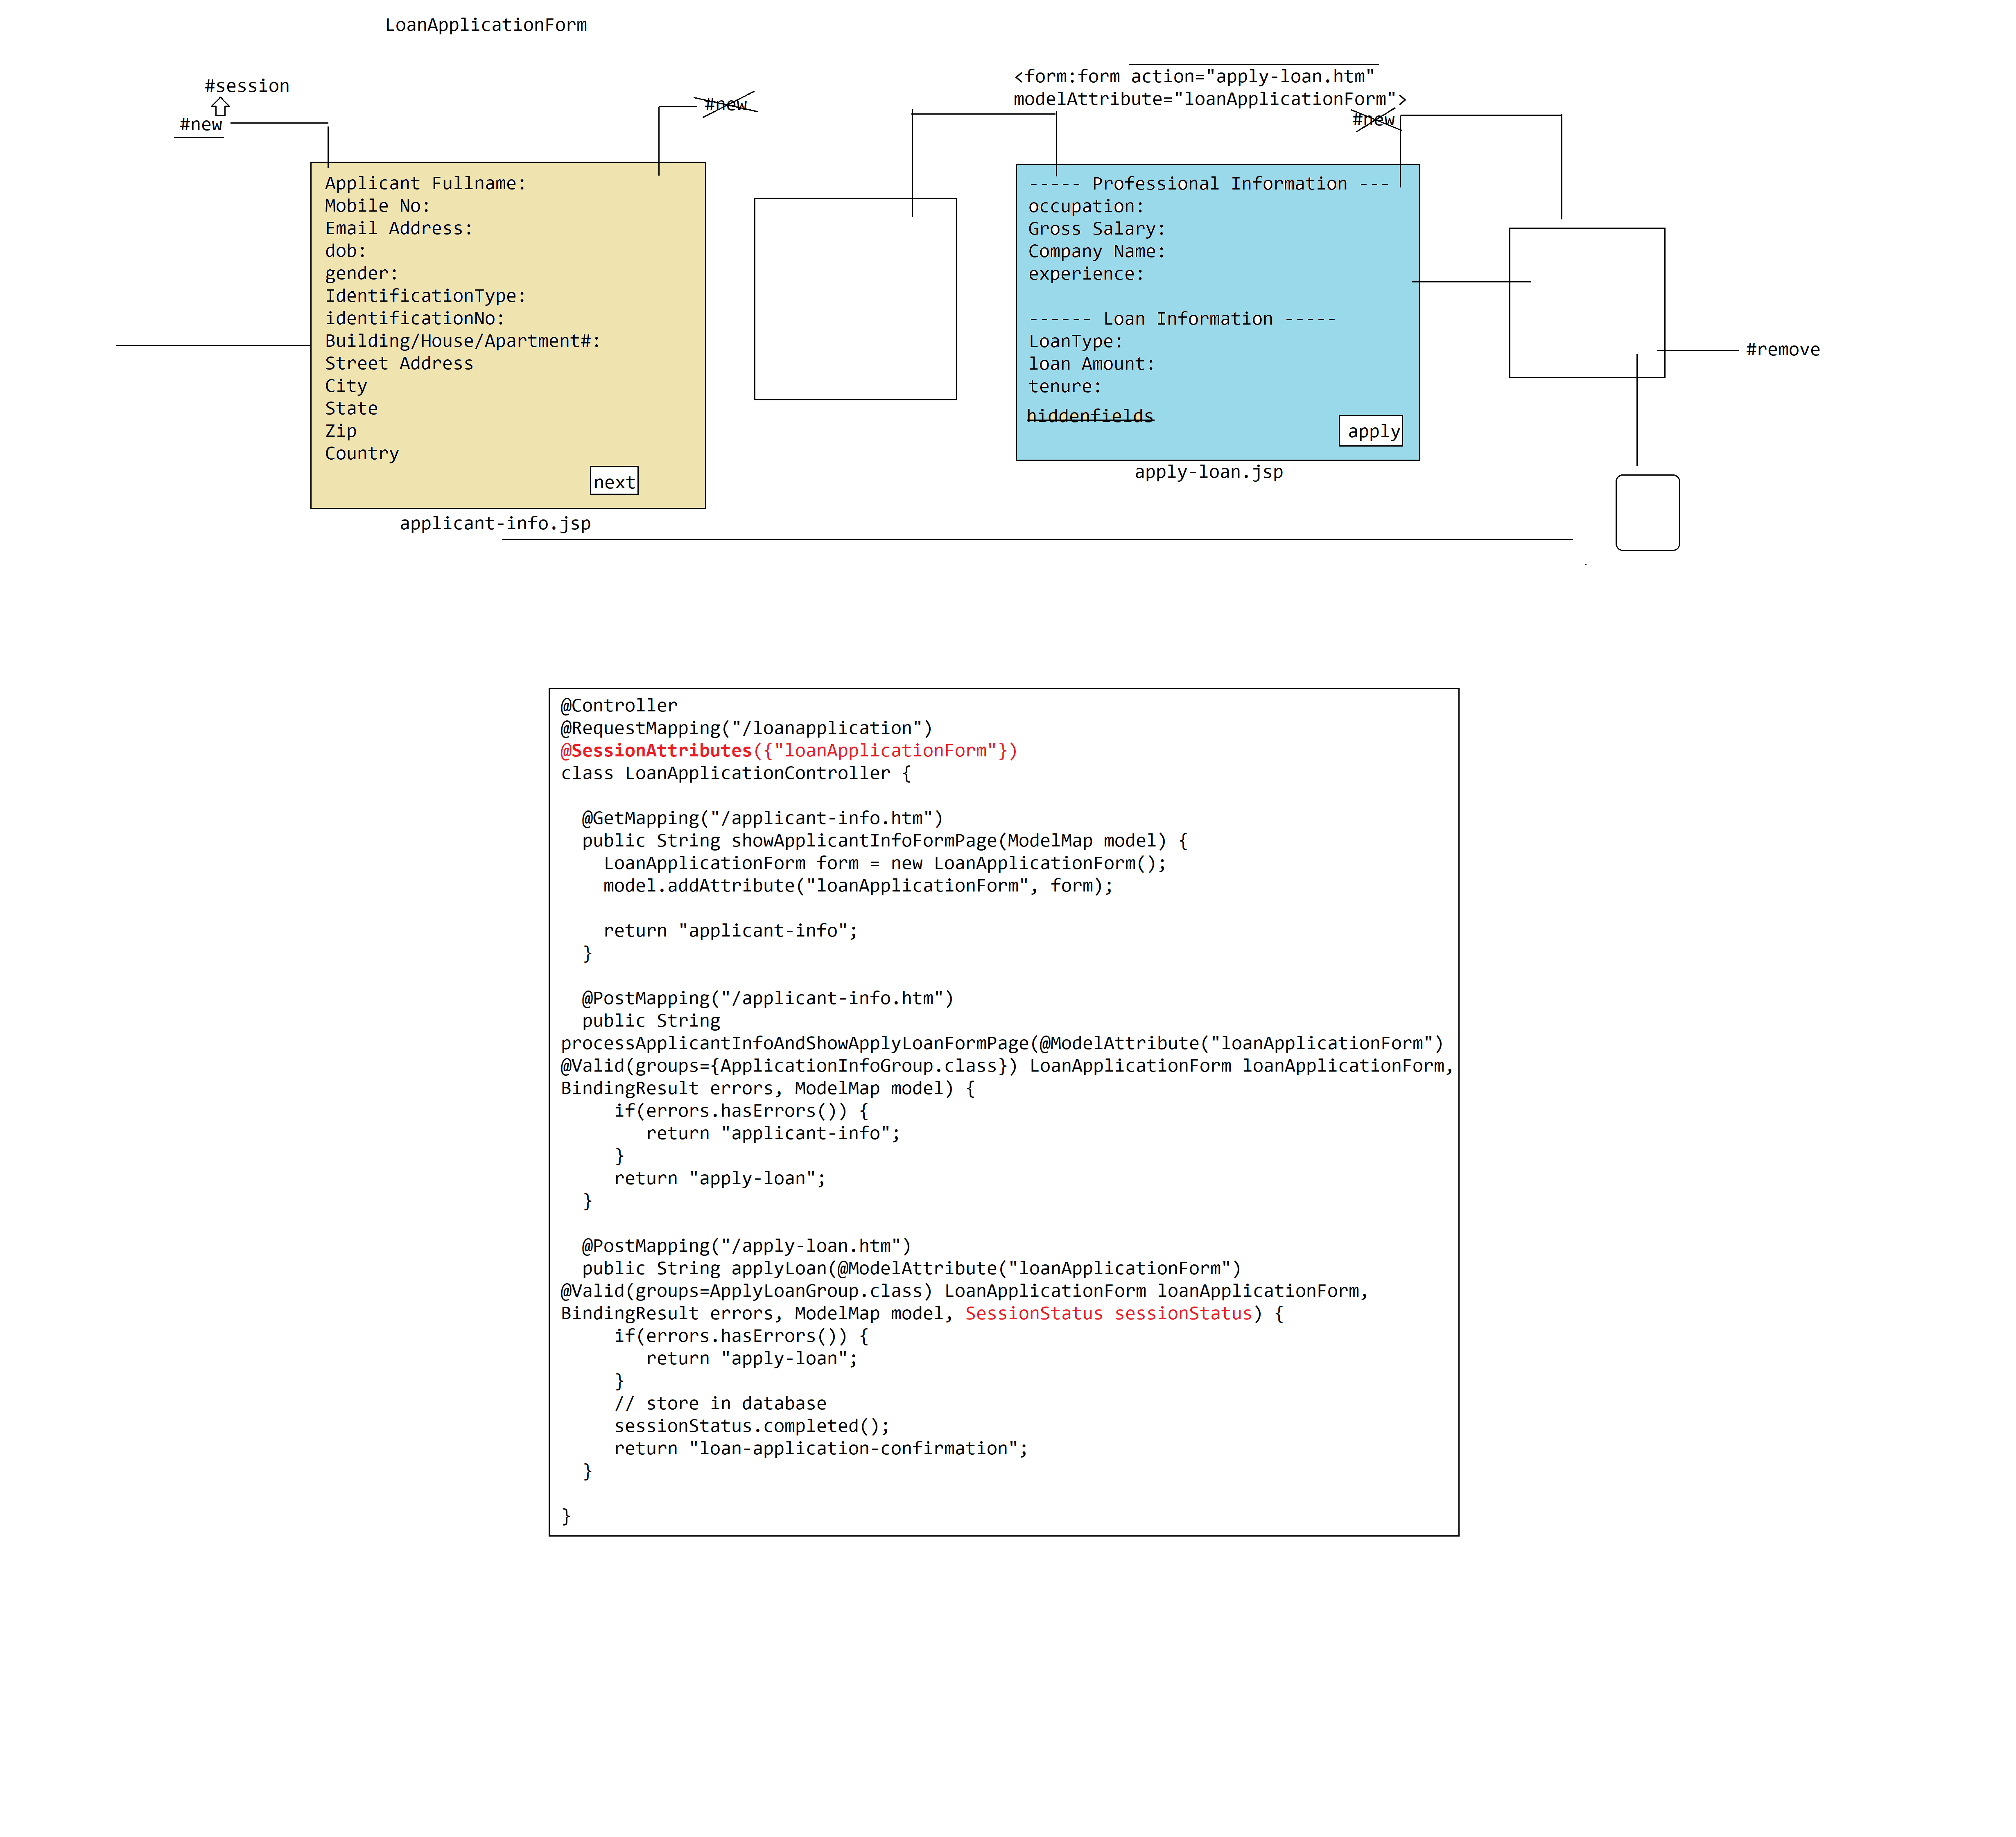 LoanApplicationForm
#session
#new
#new
<form:form action="apply-loan.htm"
modelAttribute="loanApplicationForm">
#new
Applicant Fullname:
Mobile No:
Email Address:
dob:
gender:
IdentificationType:
identificationNo:
Building/House/Apartment#:
Street Address
City
State
Zip
Country
next
applicant-info.jsp
----- Professional Information ---
occupation:
Gross Salary:
Company Name:
experience:
------ Loan Information -----
LoanType:
loan Amount:
tenure:
hiddenfields
apply
apply-loan.jsp
#remove
@Controller
@RequestMapping("/loanapplication")
@SessionAttributes({"loanApplicationForm"})
class LoanApplicationController {
@GetMapping("/applicant-info.htm")
public String showApplicantInfoFormPage(ModelMap model) {
LoanApplicationForm form = new LoanApplicationForm();
model.addAttribute("loanApplicationForm", form);
return "applicant-info";
}
@PostMapping("/applicant-info.htm")
public String
processApplicantInfoAndShowApplyLoanFormPage(@ModelAttribute("loanApplicationForm")
@Valid(groups={ApplicationInfoGroup.class}) LoanApplicationForm loanApplicationForm,
BindingResult errors, ModelMap model) {
if(errors.hasErrors()) {
return "applicant-info";
}
return "apply-loan";
}
@PostMapping("/apply-loan.htm")
public String applyLoan(@ModelAttribute("loanApplicationForm")
@Valid(groups=ApplyLoanGroup.class) LoanApplicationForm loanApplicationForm,
BindingResult errors, ModelMap model, SessionStatus sessionStatus) {
if(errors.hasErrors()) {
return "apply-loan";
}
// store in database
sessionStatus.completed();
return "loan-application-confirmation";
}
}